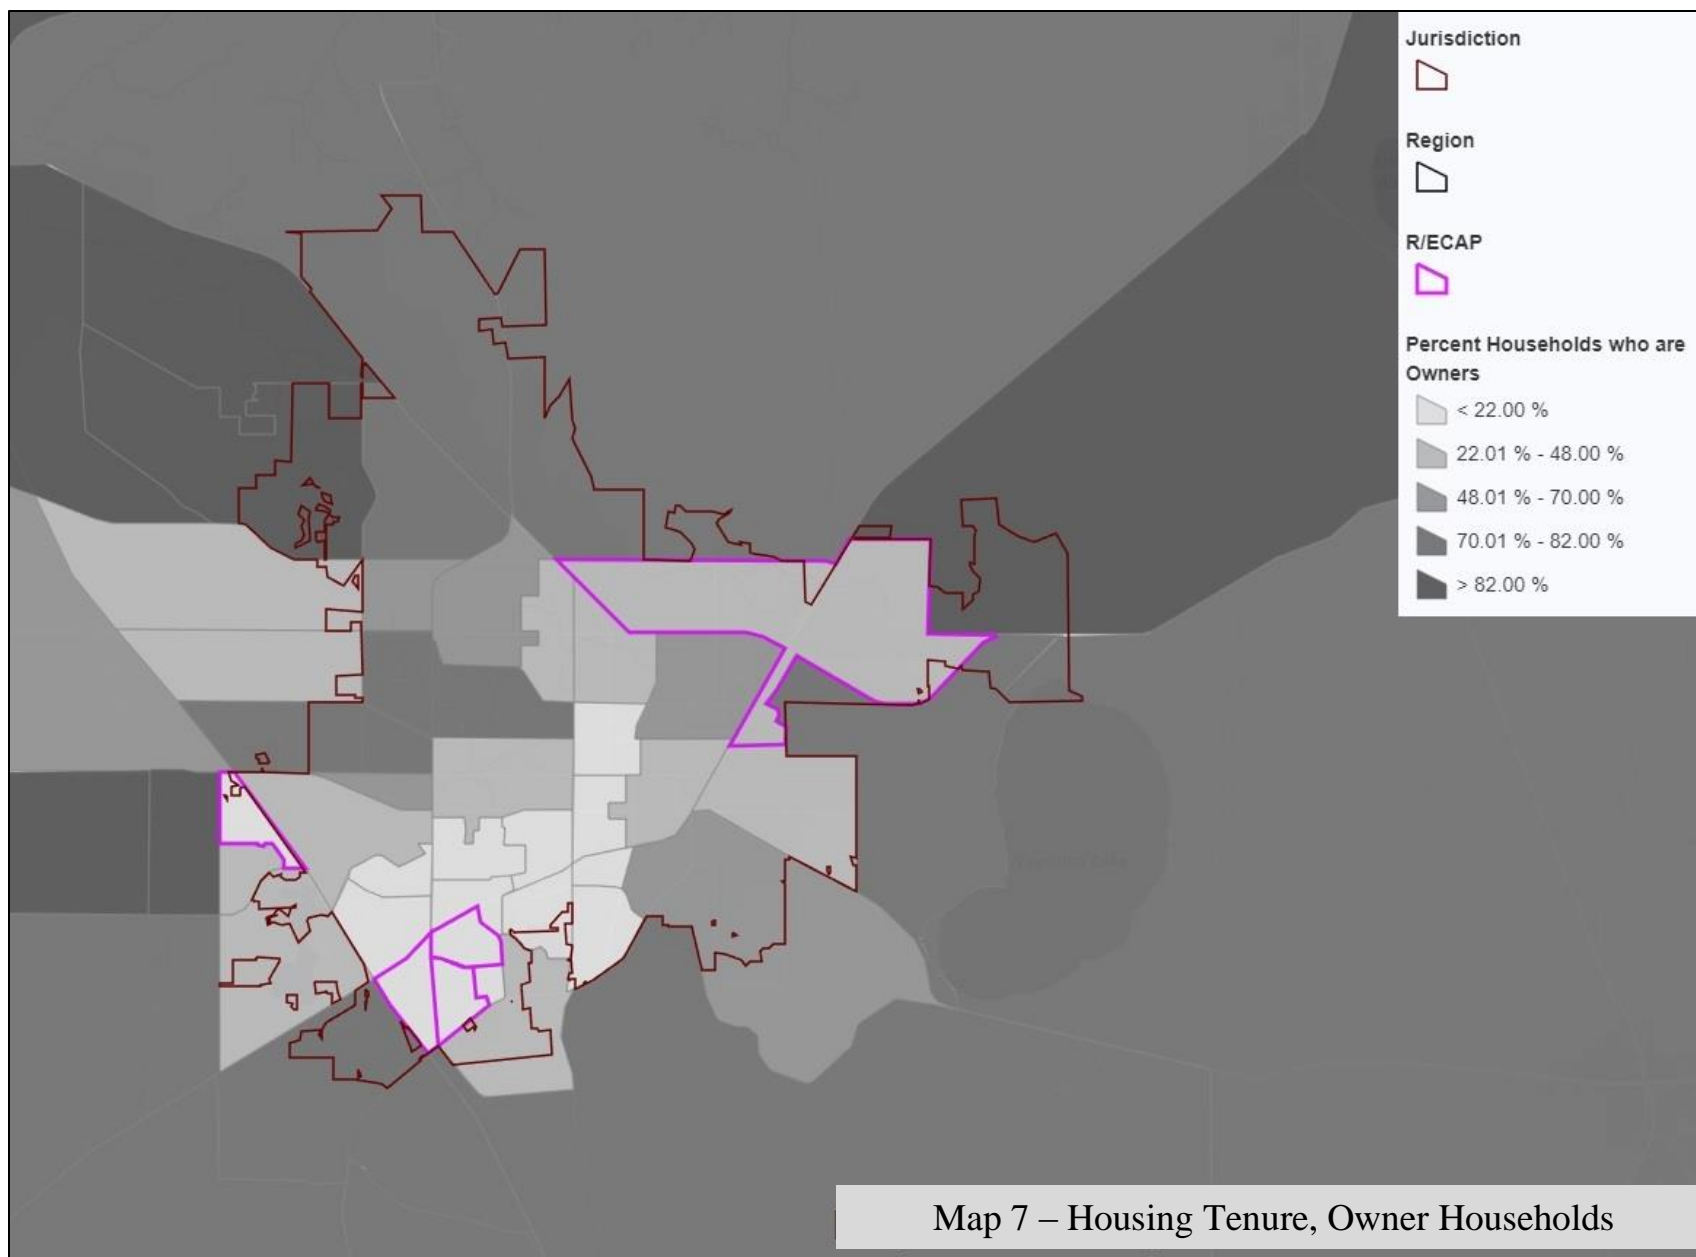 Jurisdiction
Region
R/ECAP
Percent Households who are
Owners
< 22.00 %
22.01 % - 48.00 %
48.01 % - 70.00 %
70.01 % - 82.00 %
> 82.00 %
Map 7 – Housing Tenure, Owner Households